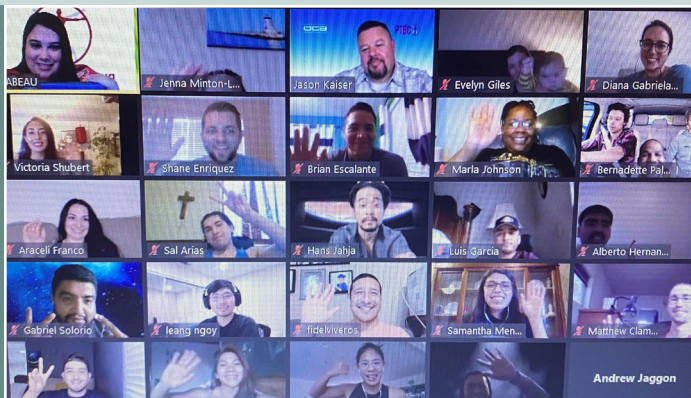 ABEAU
Jenna Minton-L...
OCB
PTEC
Jason Kaiser
Evelyn Giles
Diana Gabriela...
Victoria Shubert
Shane Enriquez
Brian Escalante
Marla Johnson
Bernadette Pal...
Araceli Franco
Sal Arias
Hans Jahja
Luis Garcia
Alberto Hernan...
Gabriel Solorio
leang ngoy
fidelviveros
Samantha Men...
Matthew Clam...
Andrew Jaggon